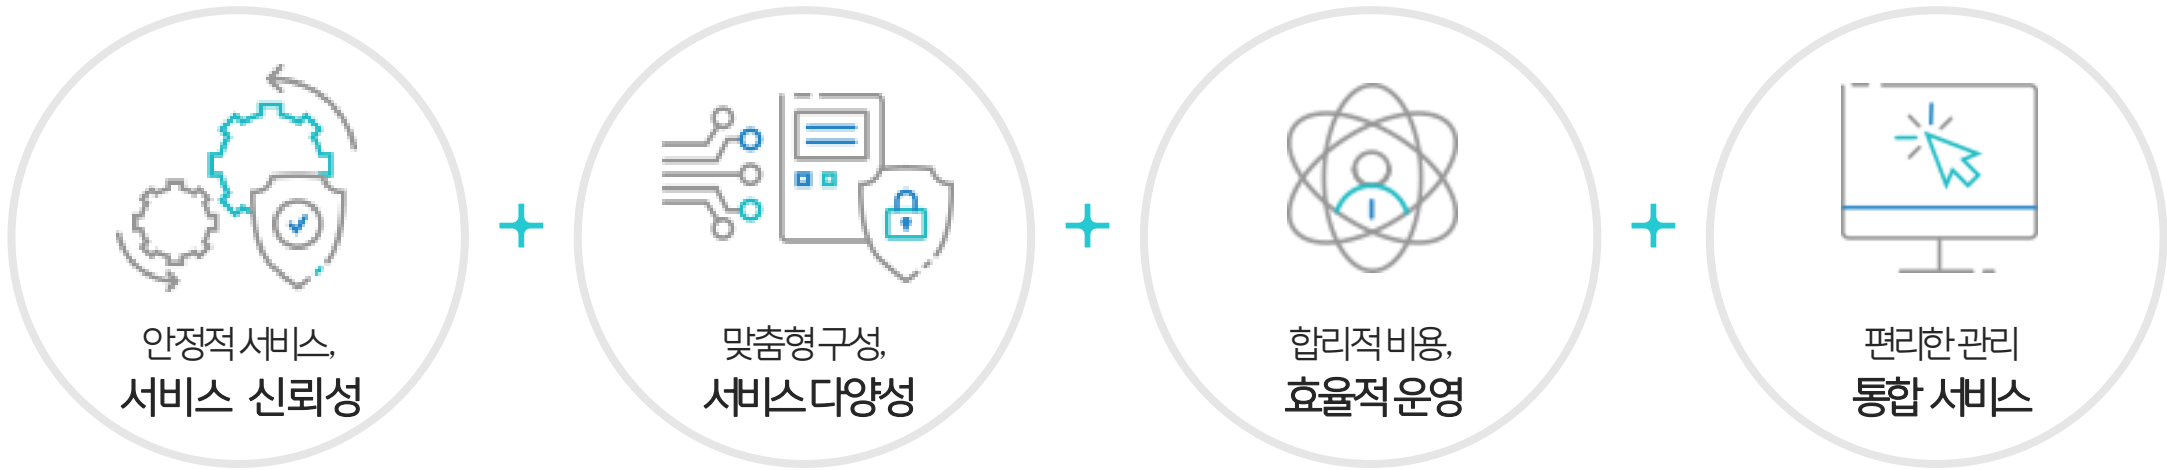 안정적 서비스,
서비스 신뢰성
맞춤형 구성,
서비스 다양성
합리적 비용,
효율적 운영
편리한 관리
통합 서비스